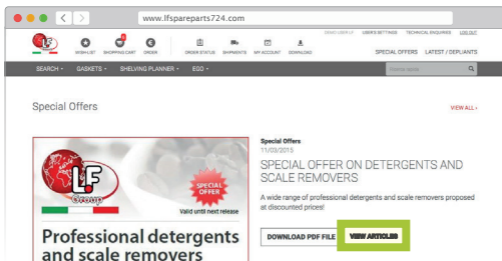 www.lfspareparts724.com
DEMO USER LF USER'S SETTINGS TECHNICAL ENQUIRIES LOG OUT
WISH-LIST SHOPPING CART ORDER ORDER STATUS SHIPMENTS MY ACCOUNT DOWNLOAD
SPECIAL OFFERS LATEST / DEPLIANTS
SEARCH GASKETS SHELVING PLANNER EGO
Special Offers
VIEW ALL
LF
Group
SPECIAL
OFFER
Valid until next release
Professional detergents
and scale removers
Special Offers
11/03/2015
SPECIAL OFFER ON DETERGENTS AND
SCALE REMOVERS
A wide range of professional detergents and scale removers proposed
at discounted prices!
DOWNLOAD PDF FILE VIEW ARTICLES